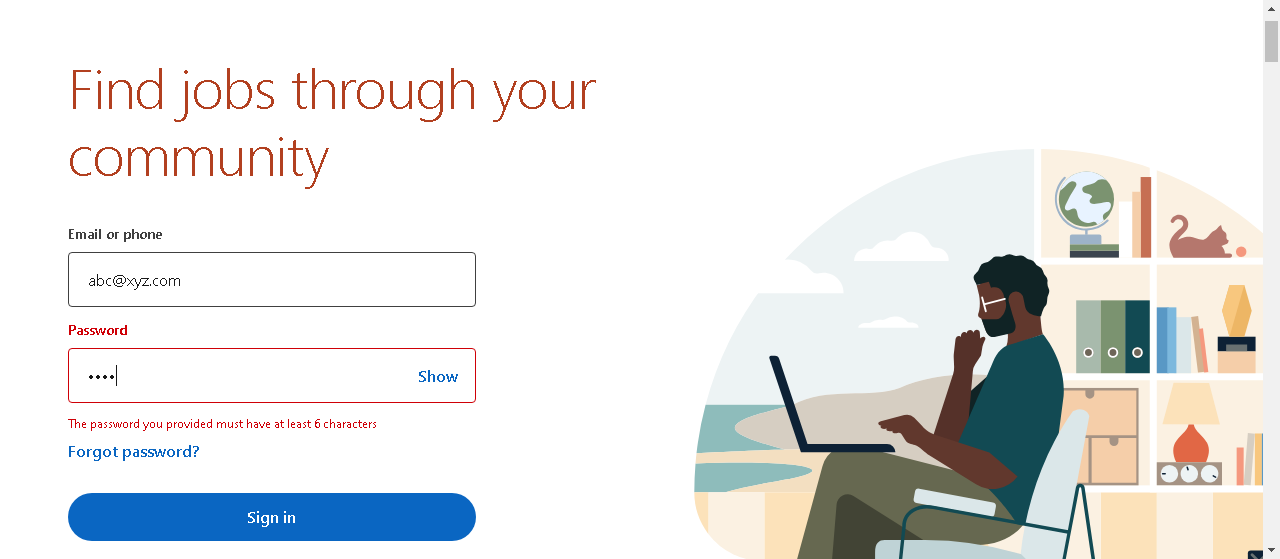 Find jobs through your
community
Email or phone
abc@xyz.com
Password
••••
Show
The password you provided must have at least 6 characters
Forgot password?
Sign in